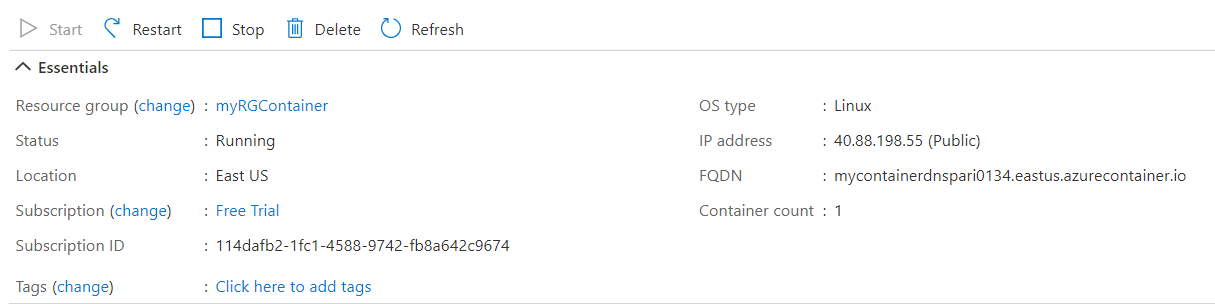 Start Restart Stop Delete Refresh
Essentials
Resource group (change) : myRGContainer
Status : Running
Location : East US
Subscription (change) : Free Trial
Subscription ID : 114dafb2-1fc1-4588-9742-fb8a642c9674
Tags (change) : Click here to add tags
OS type : Linux
IP address : 40.88.198.55 (Public)
FQDN : mycontainerdnspari0134.eastus.azurecontainer.io
Container count : 1